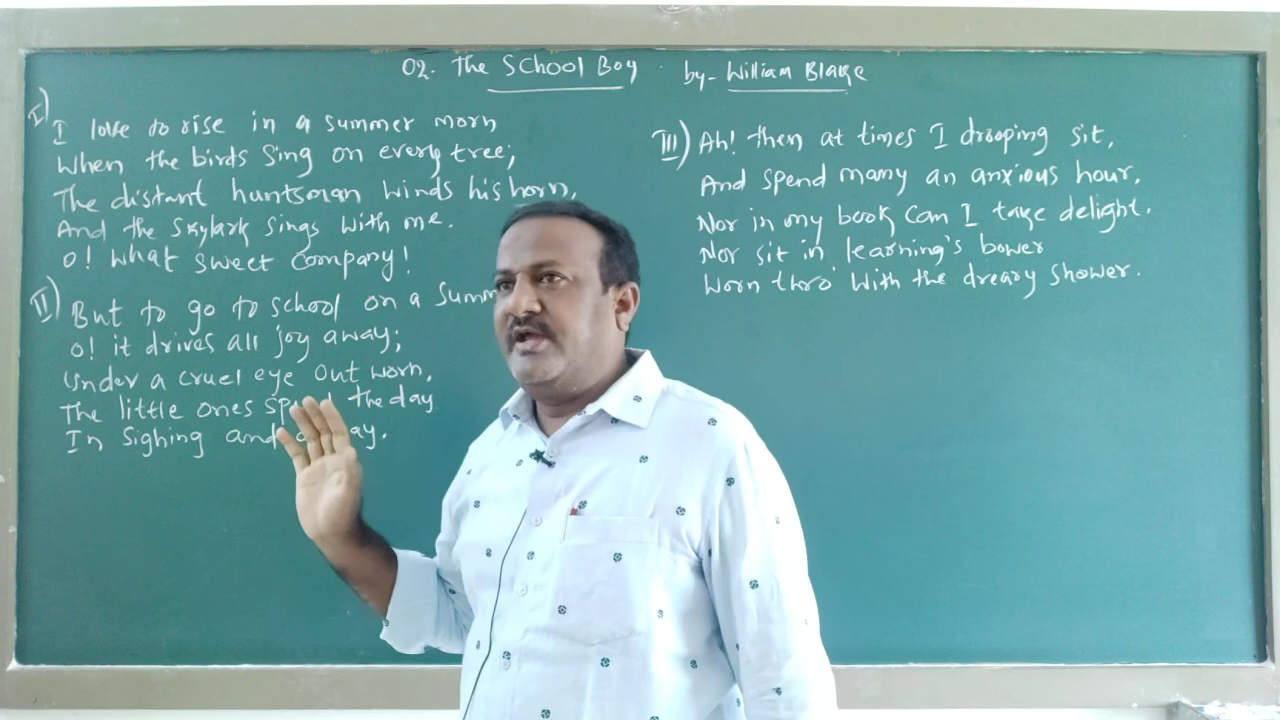 02. The School Boy by- William Blake
I)
I love to rise in a summer morn
When the birds sing on every tree;
The distant huntsman winds his horn,
And the skylark sings with me.
O! what sweet company!
II)
But to go to school on a Summ
O! it drives all joy away;
Under a cruel eye out worn,
The little ones the day
In sighing and
III) Ah! then at times I drooping sit,
And spend many an anxious hour,
Nor in my book can I take delight.
Nor sit in learning's bower
Worn thro' with the dreary shower.